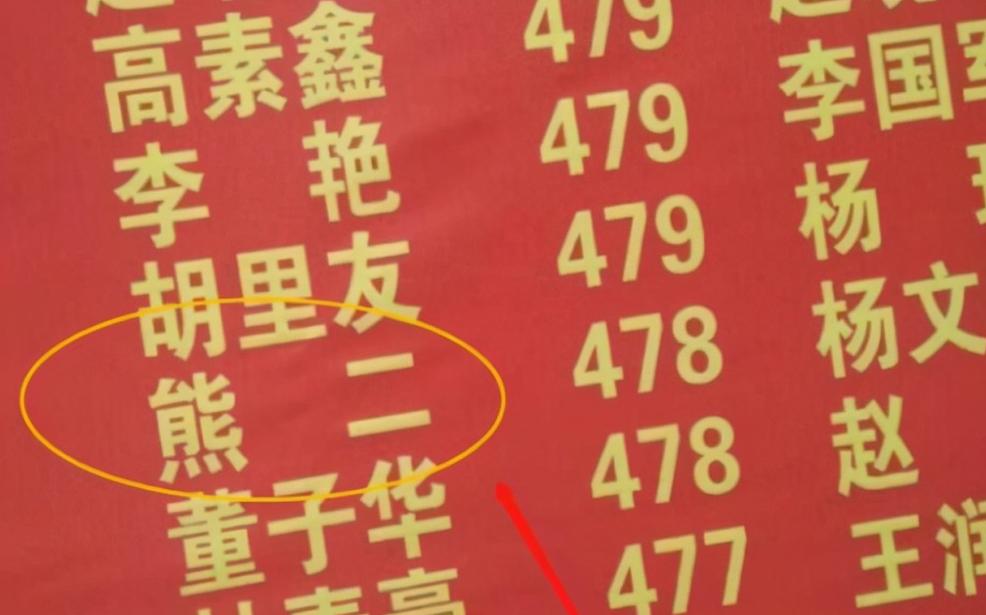 高素鑫 479
李艳 479 李国
胡里友 479 杨
熊二 478 杨文
董子华 478 赵
477 王